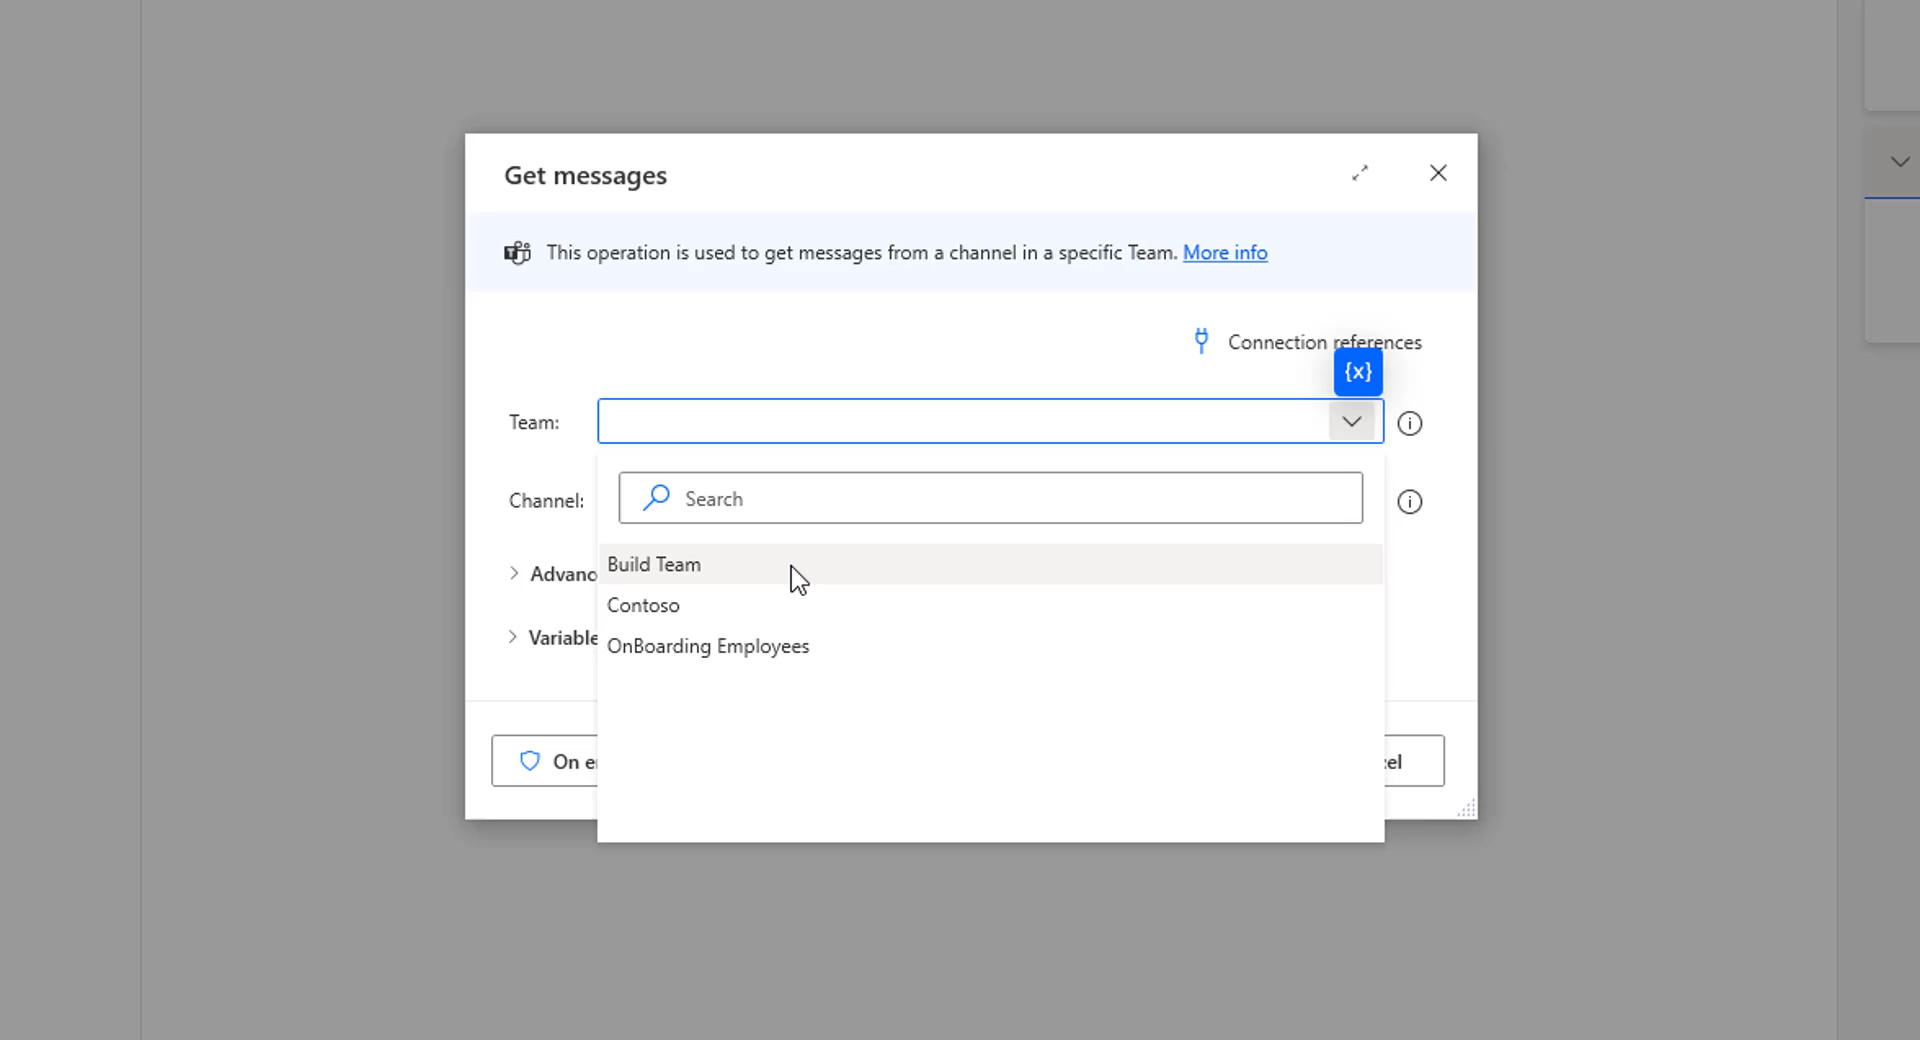 Get messages
This operation is used to get messages from a channel in a specific Team. More info
Connection references
{x}
Team:
Channel:
Search
Build Team
Advanc
Contoso
Variable
OnBoarding Employees
On e
cel